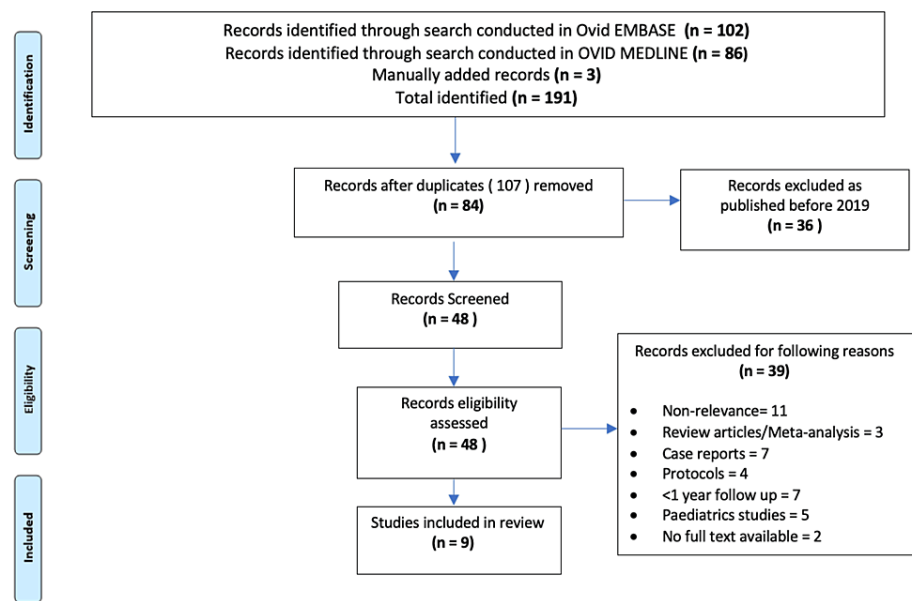 Identification
Records identified through search conducted in Ovid EMBASE (n = 102)
Records identified through search conducted in OVID MEDLINE (n = 86)
Manually added records (n = 3)
Total identified (n = 191)
Screening
Records after duplicates ( 107 ) removed
(n = 84)
Records excluded as
published before 2019
(n = 36 )
Records Screened
(n = 48 )
Eligibility
Records eligibility
assessed
(n = 48 )
Records excluded for following reasons
(n = 39)
• Non-relevance= 11
• Review articles/Meta-analysis = 3
• Case reports = 7
• Protocols = 4
• <1 year follow up = 7
• Paediatrics studies = 5
• No full text available = 2
Included
Studies included in review
(n = 9)